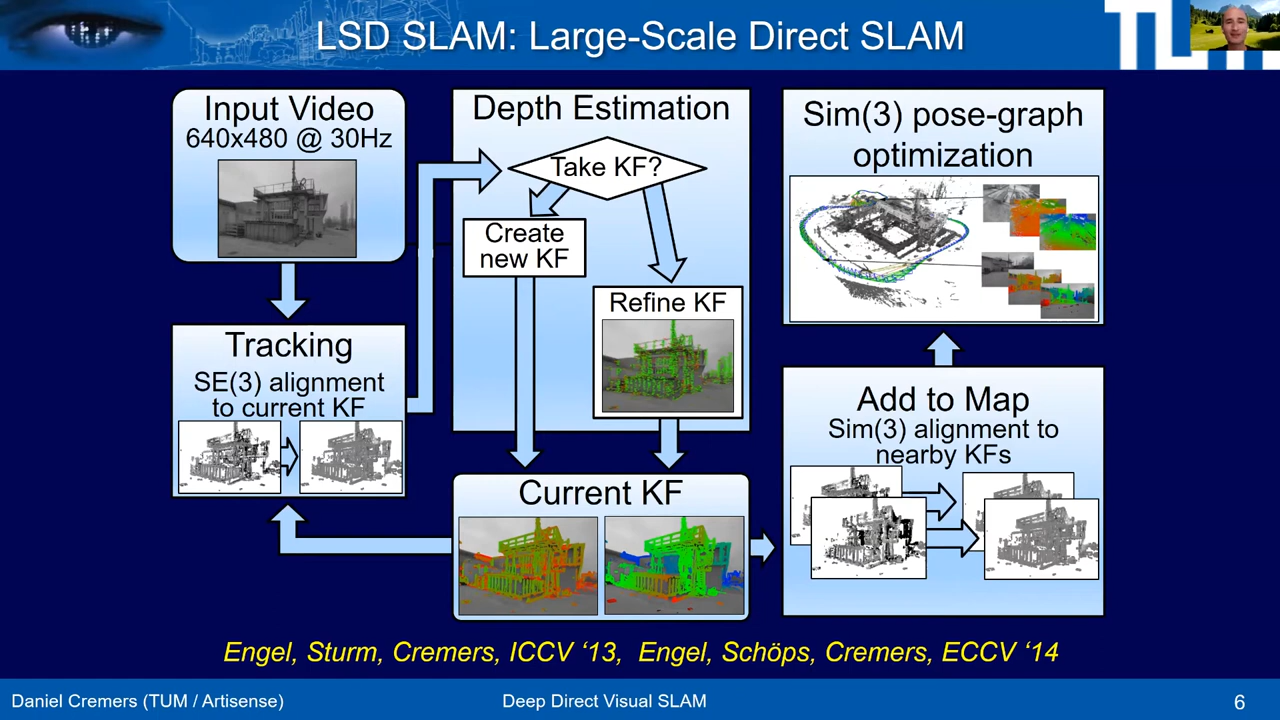 LSD SLAM: Large-Scale Direct SLAM
Input Video
640x480 @ 30Hz
Tracking
SE(3) alignment
to current KF
Depth Estimation
Take KF?
Create
new KF
Refine KF
Current KF
Sim(3) pose-graph
optimization
Add to Map
Sim(3) alignment to
nearby KFs
Engel, Sturm, Cremers, ICCV ‘13, Engel, Schöps, Cremers, ECCV ‘14
Daniel Cremers (TUM / Artisense)
Deep Direct Visual SLAM
6